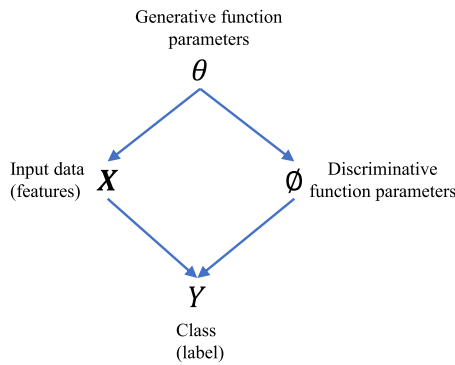 Generative function
parameters
θ
Input data
(features)
X
∅
Discriminative
function parameters
Y
Class
(label)